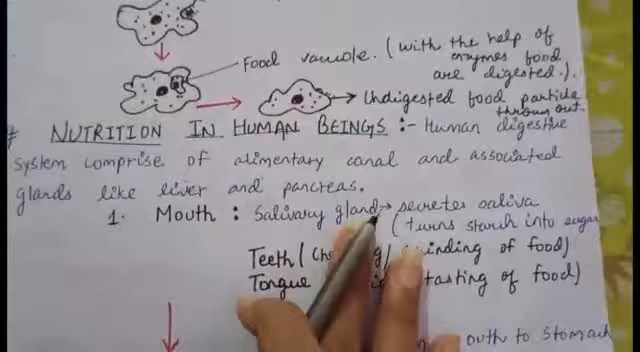 Food vacuole. (with the help of
enzymes food
are digested.).
Undigested food particle
thrown out.
# NUTRITION IN HUMAN BEINGS :- Human digestive
system comprise of alimentary canal and associated
glands like liver and pancreas.
1. Mouth : Salivary gland → secretes saliva
(turns starch into sugar
Teeth / grinding of food)
Tongue tasting of food)
outh to stomach